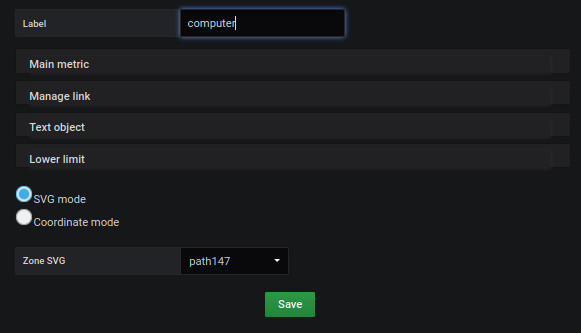 Label computer
Main metric
Manage link
Text object
Lower limit
SVG mode
Coordinate mode
Zone SVG path147
Save